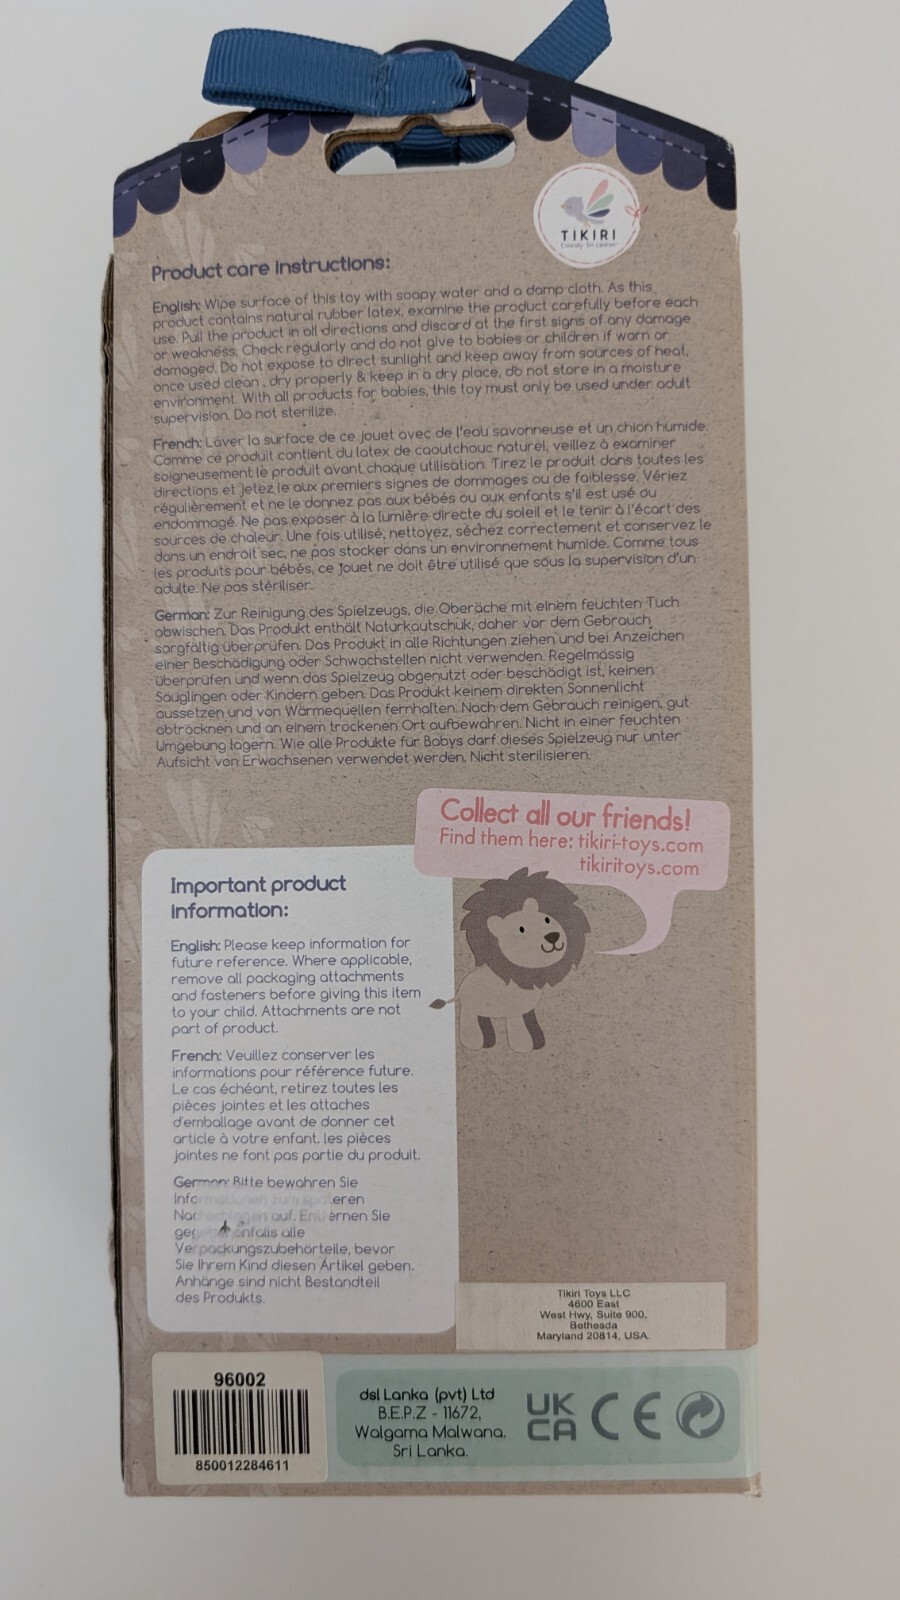 TIKIRI
Product care instructions:
English: Wipe surface of this toy with soapy water and a damp cloth. As this
product contains natural rubber latex, examine the product carefully before each
use. Pull the product in all directions and discard at the first signs of any damage
or weakness. Check regularly and do not give to babies or children if warn or
damaged. Do not expose to direct sunlight and keep away from sources of heat,
once used clean , dry properly & keep in a dry place, do not store in a moisture
environment. With all products for babies, this toy must only be used under adult
supervision. Do not sterilize.
French: Laver la surface de ce jouet avec de l'eau savonneuse et un chion humide.
Comme ce produit contient du latex de caoutchouc naturel, veillez à examiner
soigneusement le produit avant chaque utilisation. Tirez le produit dans toutes les
directions et jetez le aux premiers signes de dommages ou de faiblesse. Vériez
régulièrement et ne le donnez pas aux bébés ou aux enfants s'il est usé ou
endommagé. Ne pas exposer à la lumière directe du soleil et le tenir à l'écart des
sources de chaleur. Une fois utilisé, nettoyez, séchez correctement et conservez le
dans un endroit sec, ne pas stocker dans un environnement humide. Comme tous
les produits pour bébés, ce jouet ne doit être utilisé que sous la supervision d'un
adulte. Ne pas stériliser.
German: Zur Reinigung des Spielzeugs, die Oberäche mit einem feuchten Tuch
abwischen. Das Produkt enthält Naturkautschuk, daher vor dem Gebrauch
sorgfältig überprüfen. Das Produkt in alle Richtungen ziehen und bei Anzeichen
einer Beschädigung oder Schwachstellen nicht verwenden. Regelmässig
überprüfen und wenn das Spielzeug abgenutzt oder beschädigt ist, keinen
Säuglingen oder Kindern geben. Das Produkt keinem direkten Sonnenlicht
aussetzen und von Wärmequellen fernhalten. Nach dem Gebrauch reinigen, gut
abtrocknen und an einem trockenen Ort aufbewahren. Nicht in einer feuchten
Umgebung lagern. Wie alle Produkte für Babys darf dieses Spielzeug nur unter
Aufsicht von Erwachsenen verwendet werden. Nicht sterilisieren.
Collect all our friends!
Find them here: tikiri-toys.com
tikiritoys.com
Important product
information:
English: Please keep information for
future reference. Where applicable,
remove all packaging attachments
and fasteners before giving this item
to your child. Attachments are not
part of product.
French: Veuillez conserver les
informations pour référence future.
Le cas échéant, retirez toutes les
pièces jointes et les attaches
d'emballage avant de donner cet
article à votre enfant. les pièces
jointes ne font pas partie du produit.
German: Bitte bewahren Sie
Informationen zum späteren
Nachschlagen auf. Entfernen Sie
alle
Verpackungszubehörteile, bevor
Sie Ihrem Kind diesen Artikel geben.
Anhänge sind nicht Bestandteil
des Produkts.
Tikiri Toys LLC
4600 East
West Hwy, Suite 900,
Bethesda
Maryland 20814, USA.
96002
850012284611
dsl Lanka (pvt) Ltd
B.E.P.Z - 11672,
Walgama Malwana.
Sri Lanka.
UK
CA CE